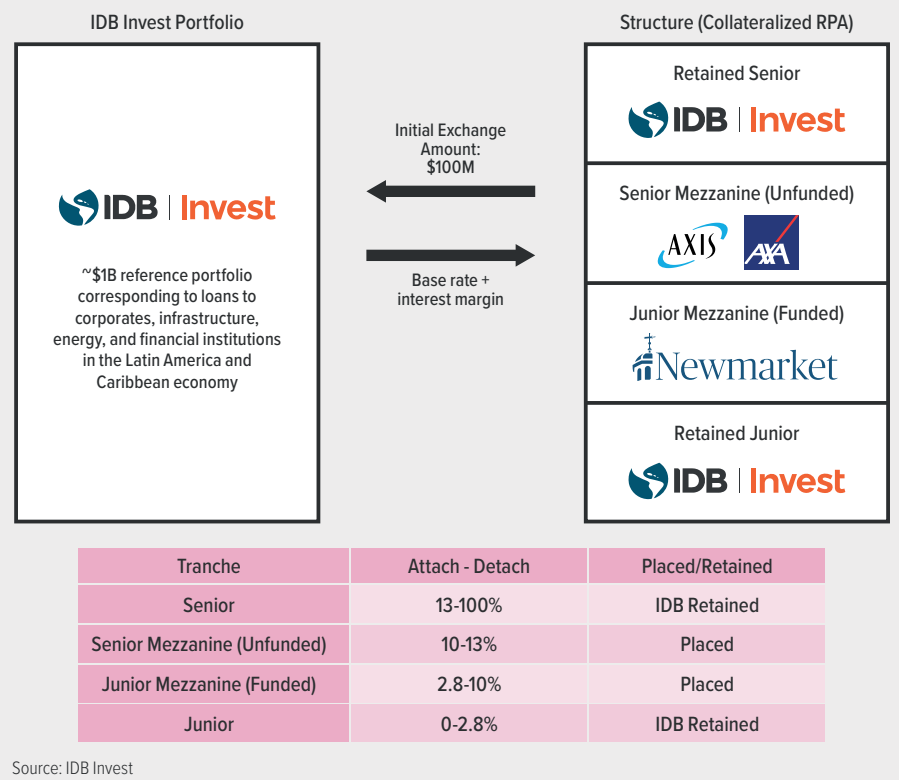 IDB Invest Portfolio
IDB Invest
~$1B reference portfolio
corresponding to loans to
corporates, infrastructure,
energy, and financial institutions
in the Latin America and
Caribbean economy
Initial Exchange
Amount:
$100M
Base rate +
interest margin
Structure (Collateralized RPA)
Retained Senior
IDB Invest
Senior Mezzanine (Unfunded)
AXIS AXA
Junior Mezzanine (Funded)
Newmarket
Retained Junior
IDB Invest
Tranche Attach - Detach Placed/Retained
Senior 13-100% IDB Retained
Senior Mezzanine (Unfunded) 10-13% Placed
Junior Mezzanine (Funded) 2.8-10% Placed
Junior 0-2.8% IDB Retained
Source: IDB Invest